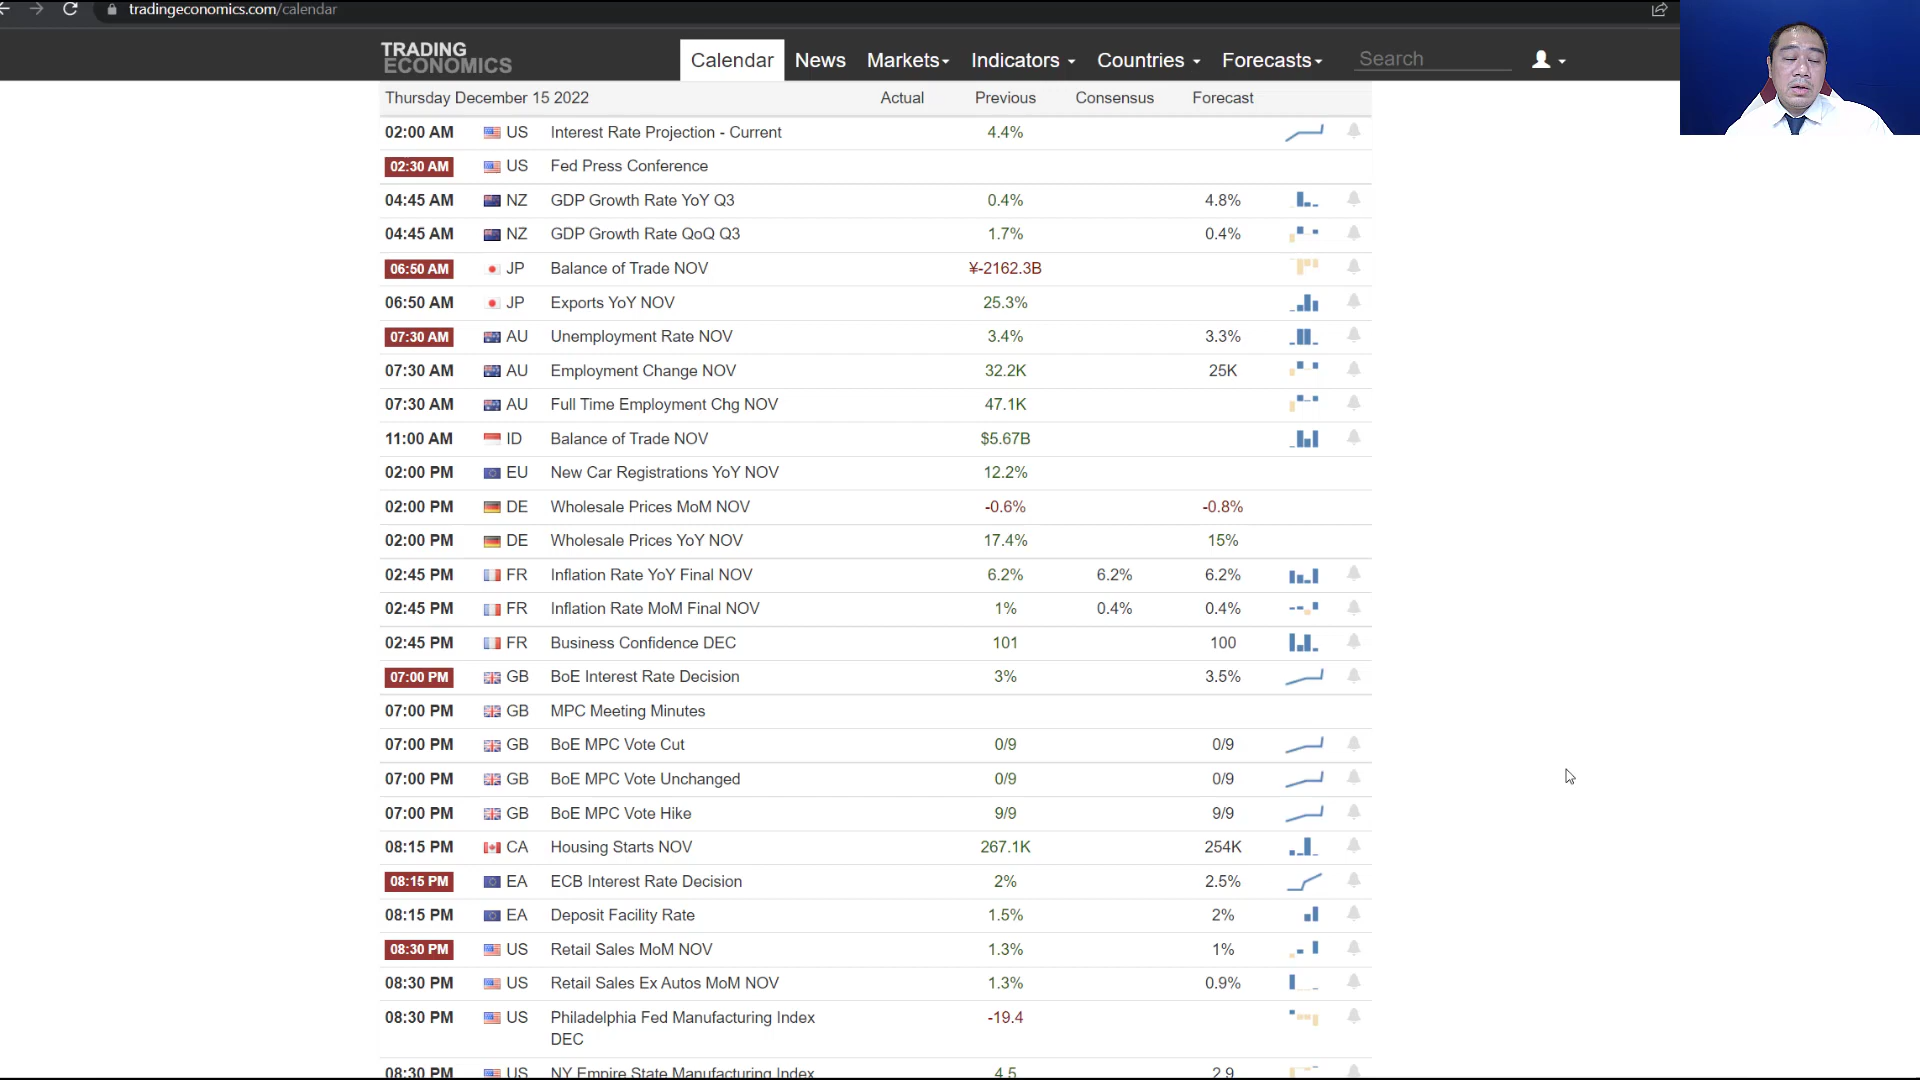 tradingeconomics.com/calendar
TRADING ECONOMICS
Calendar News Markets Indicators Countries Forecasts Search
Thursday December 15 2022 Actual Previous Consensus Forecast
02:00 AM US Interest Rate Projection - Current 4.4%
02:30 AM US Fed Press Conference
04:45 AM NZ GDP Growth Rate YoY Q3 0.4% 4.8%
04:45 AM NZ GDP Growth Rate QoQ Q3 1.7% 0.4%
06:50 AM JP Balance of Trade NOV ¥-2162.3B
06:50 AM JP Exports YoY NOV 25.3%
07:30 AM AU Unemployment Rate NOV 3.4% 3.3%
07:30 AM AU Employment Change NOV 32.2K 25K
07:30 AM AU Full Time Employment Chg NOV 47.1K
11:00 AM ID Balance of Trade NOV $5.67B
02:00 PM EU New Car Registrations YoY NOV 12.2%
02:00 PM DE Wholesale Prices MoM NOV -0.6% -0.8%
02:00 PM DE Wholesale Prices YoY NOV 17.4% 15%
02:45 PM FR Inflation Rate YoY Final NOV 6.2% 6.2% 6.2%
02:45 PM FR Inflation Rate MoM Final NOV 1% 0.4% 0.4%
02:45 PM FR Business Confidence DEC 101 100
07:00 PM GB BoE Interest Rate Decision 3% 3.5%
07:00 PM GB MPC Meeting Minutes
07:00 PM GB BoE MPC Vote Cut 0/9 0/9
07:00 PM GB BoE MPC Vote Unchanged 0/9 0/9
07:00 PM GB BoE MPC Vote Hike 9/9 9/9
08:15 PM CA Housing Starts NOV 267.1K 254K
08:15 PM EA ECB Interest Rate Decision 2% 2.5%
08:15 PM EA Deposit Facility Rate 1.5% 2%
08:30 PM US Retail Sales MoM NOV 1.3% 1%
08:30 PM US Retail Sales Ex Autos MoM NOV 1.3% 0.9%
08:30 PM US Philadelphia Fed Manufacturing Index -19.4
DEC
08:30 PM US NY Empire State Manufacturing Index 4.5 2.9